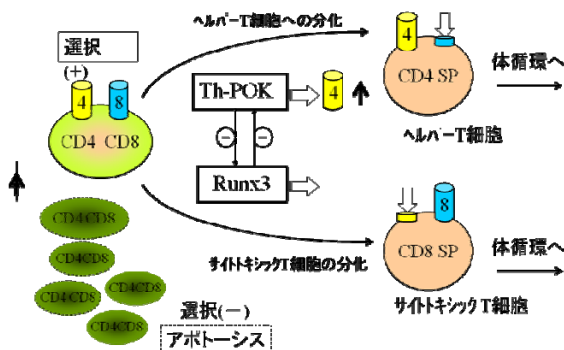 ヘルパーT細胞への分化
選択
(+)
4 8
CD4 CD8
Th-POK
4
⊖ ⊖
Runx3
4
CD4 SP
体循環へ
ヘルパーT細胞
8
CD8 SP
体循環へ
サイトトキシックT細胞
サイトトキシックT細胞の分化
CD4CD8
CD4CD8
CD4CD8
CD4CD8
CD4CD8
選択(－)
アポトーシス